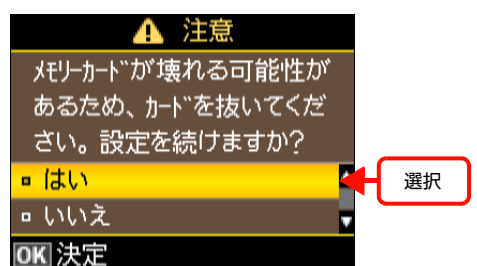 注意
ﾒﾓﾘｰｶｰﾄﾞが壊れる可能性が
あるため、ｶｰﾄﾞを抜いてくだ
さい。設定を続けますか?
はい
選択
いいえ
OK 決定